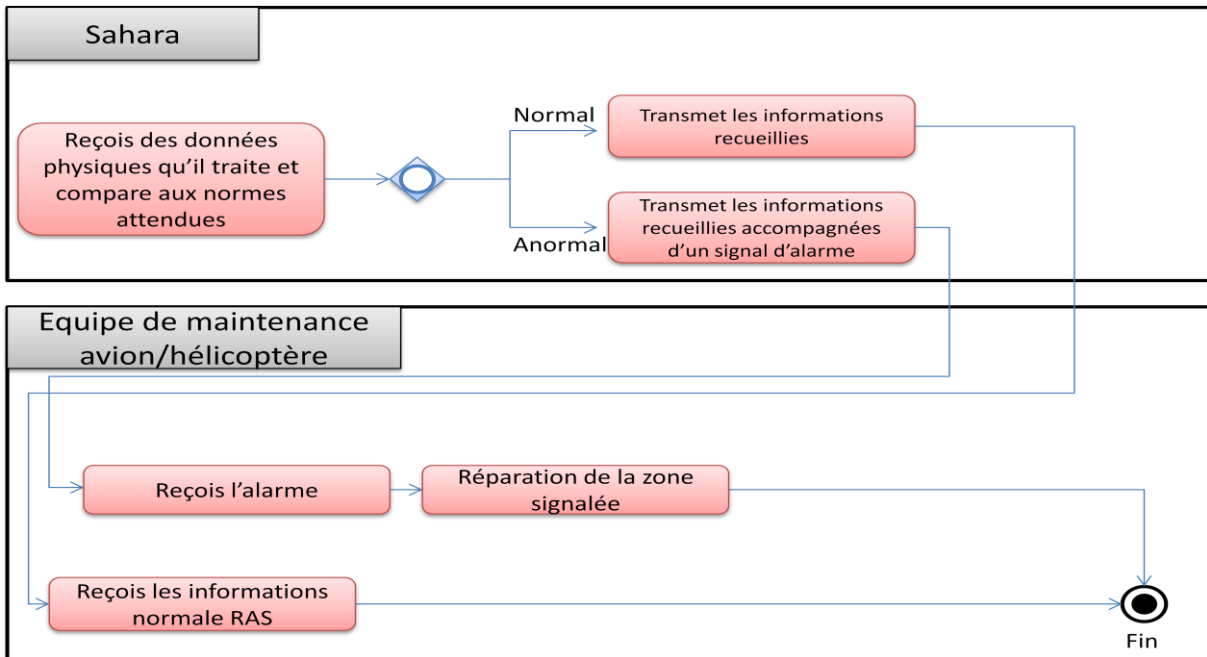 Sahara
Reçois des données
physiques qu'il traite et
compare aux normes
attendues
Normal
Anormal
Transmet les informations
recueillies
Transmet les informations
recueillies accompagnées
d'un signal d'alarme
Equipe de maintenance
avion/hélicoptère
Reçois l'alarme
Réparation de la zone
signalée
Reçois les informations
normale RAS
Fin